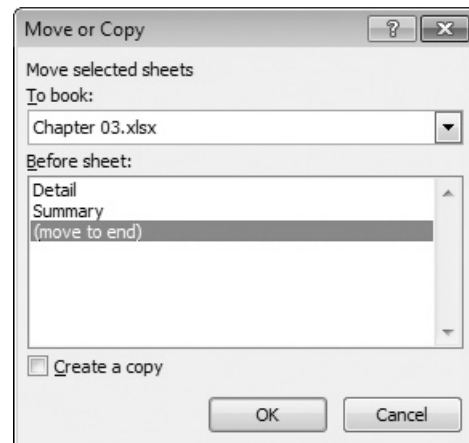 Move or Copy
Move selected sheets
To book:
Chapter 03.xlsx
Before sheet:
Detail
Summary
(move to end)
Create a copy
OK Cancel